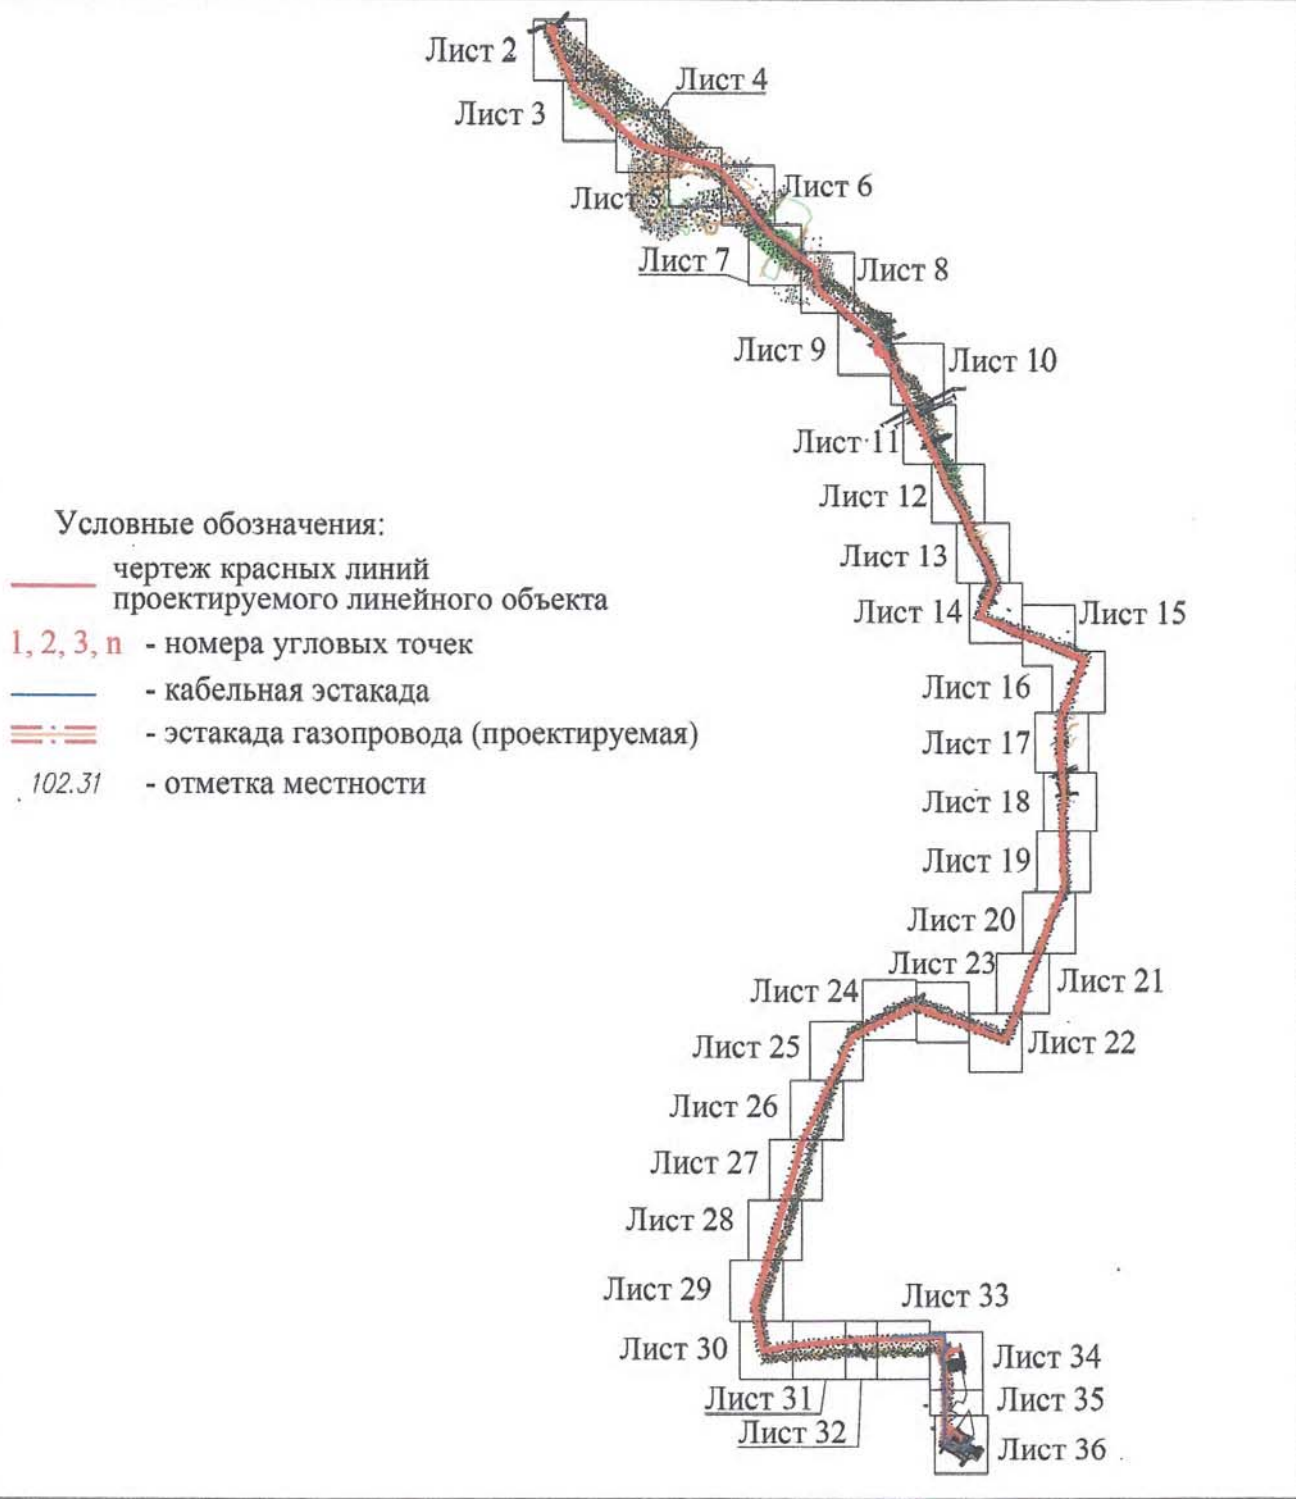 Лист 2
Лист 4
Лист 3
Лист 6
Лист 5
Лист 7
Лист 8
Лист 9
Лист 10
Лист 11
Лист 12
Условные обозначения:
Лист 13
чертеж красных линий
проектируемого линейного объекта
Лист 14
Лист 15
1, 2, 3, n - номера угловых точек
- кабельная эстакада
Лист 16
- эстакада газопровода (проектируемая)
Лист 17
102.31 - отметка местности
Лист 18
Лист 19
Лист 20
Лист 23
Лист 21
Лист 24
Лист 22
Лист 25
Лист 26
Лист 27
Лист 28
Лист 29
Лист 33
Лист 30
Лист 34
Лист 31
Лист 35
Лист 32
Лист 36